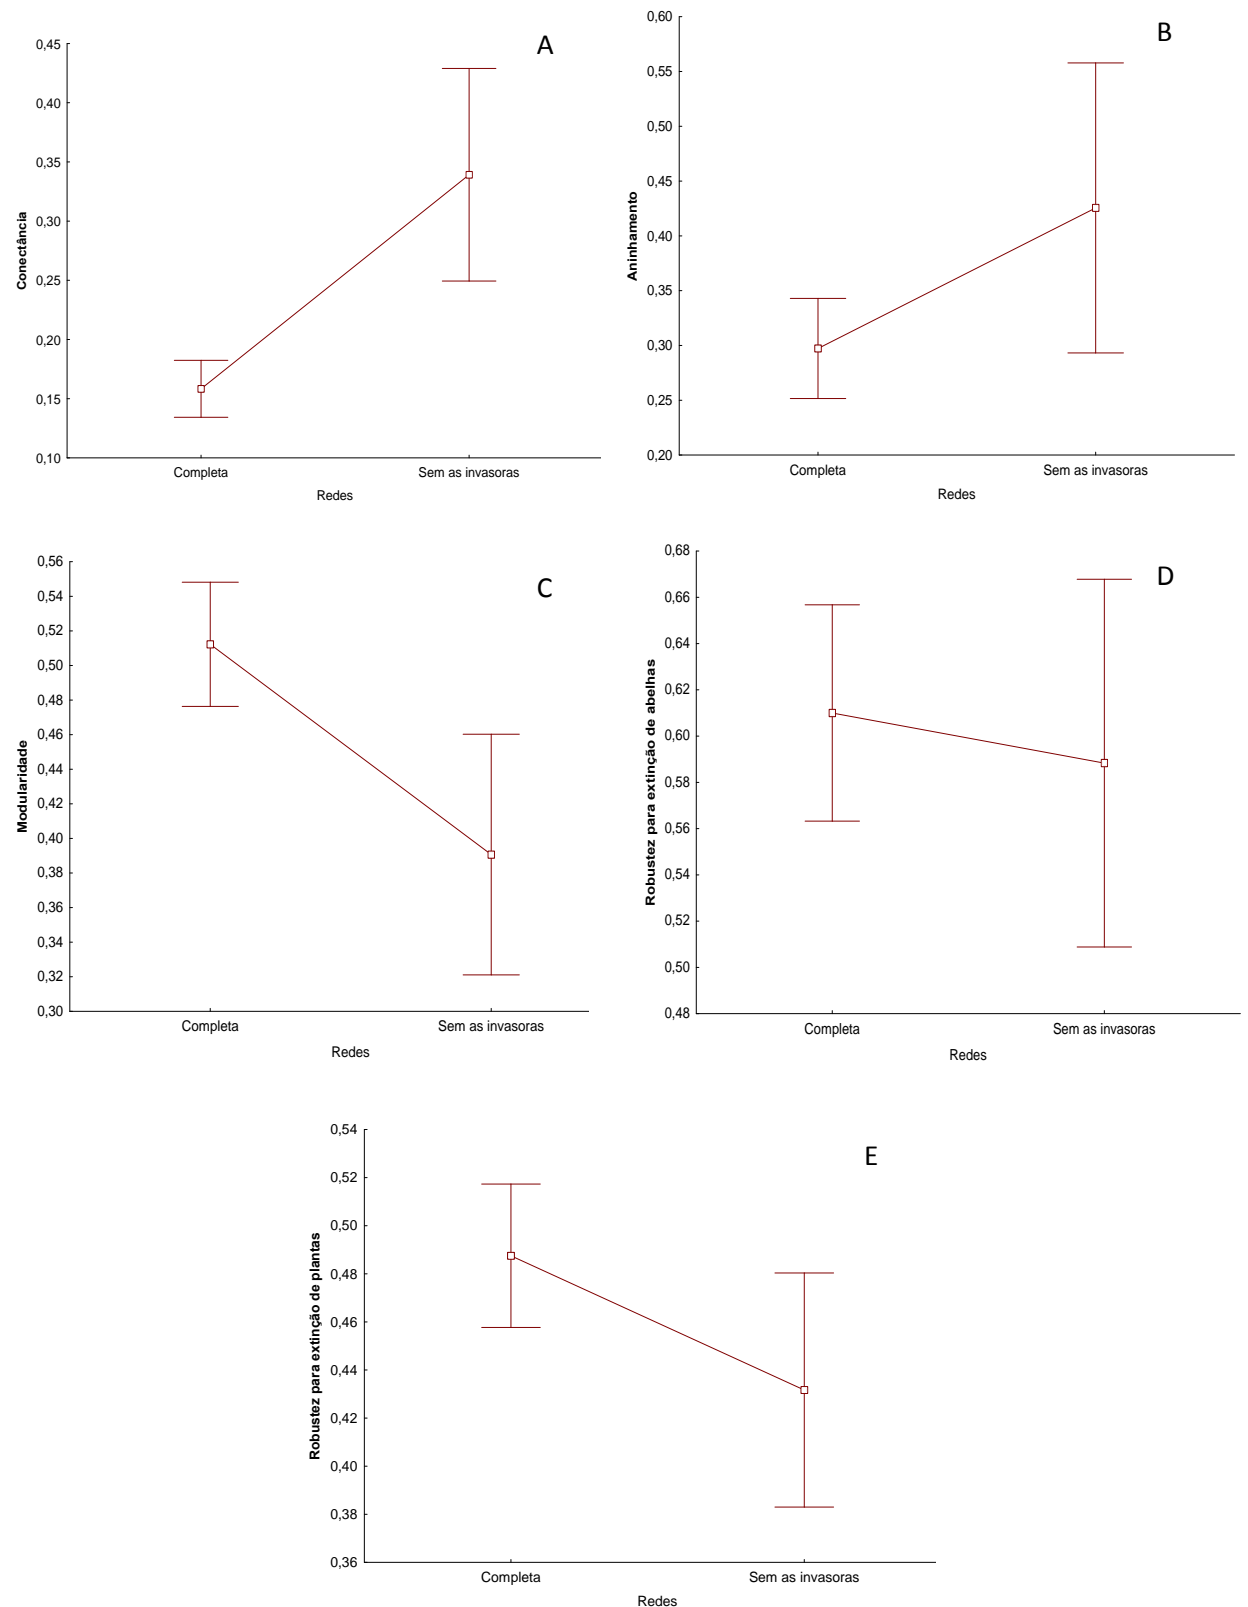 A
Conectância
0,45
0,40
0,35
0,30
0,25
0,20
0,15
0,10
Completa
Sem as invasoras
Redes
B
Aninhamento
0,60
0,55
0,50
0,45
0,40
0,35
0,30
0,25
0,20
Completa
Sem as invasoras
Redes
C
Modularidade
0,56
0,54
0,52
0,50
0,48
0,46
0,44
0,42
0,40
0,38
0,36
0,34
0,32
0,30
Completa
Sem as invasoras
Redes
D
Robustez para extinção de abelhas
0,68
0,66
0,64
0,62
0,60
0,58
0,56
0,54
0,52
0,50
0,48
Completa
Sem as invasoras
Redes
E
Robustez para extinção de plantas
0,54
0,52
0,50
0,48
0,46
0,44
0,42
0,40
0,38
0,36
Completa
Sem as invasoras
Redes